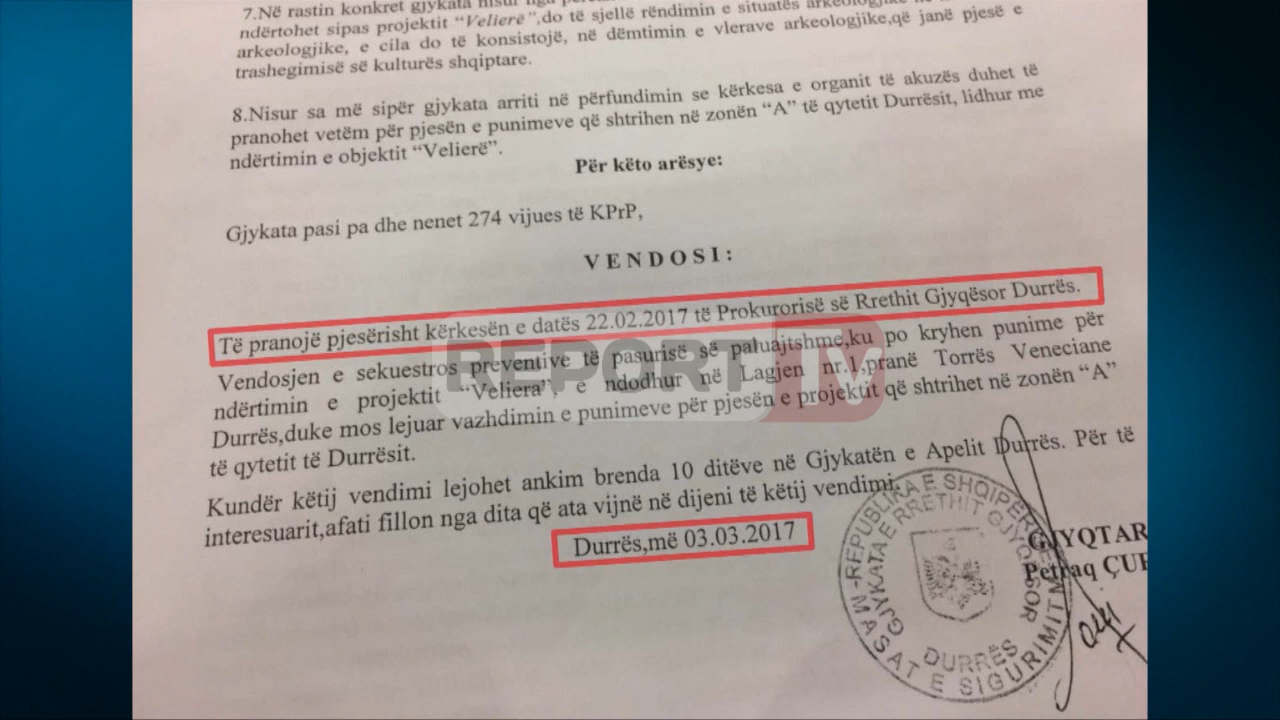 7.Në rastin konkret gjykata nisur nga
ndërtohet sipas projektit “Velierë”,do të sjellë rëndimin e situatës arkeologjike
arkeologjike, e cila do të konsistojë, në dëmtimin e vlerave arkeologjike,që janë pjesë e
trashegimisë së kulturës shqiptare.
8.Nisur sa më sipër gjykata arriti në përfundimin se kërkesa e organit të akuzës duhet të
pranohet vetëm për pjesën e punimeve që shtrihen në zonën “A” të qytetit Durrësit, lidhur me
ndërtimin e objektit “Velierë”.
Për këto arësye:
Gjykata pasi pa dhe nenet 274 vijues të KPrP,
VENDOSI:
Të pranojë pjesërisht kërkesën e datës 22.02.2017 të Prokurorisë së Rrethit Gjyqësor Durrës.
Vendosjen e sekuestros preventive të pasurisë së paluajtshme,ku po kryhen punime për
ndërtimin e projektit “Veliera”, e ndodhur në Lagjen nr.1,pranë Torrës Veneciane
Durrës,duke mos lejuar vazhdimin e punimeve për pjesën e projektit që shtrihet në zonën “A”
të qytetit të Durrësit.
Kundër këtij vendimi lejohet ankim brenda 10 ditëve në Gjykatën e Apelit Durrës. Për të
interesuarit,afati fillon nga dita që ata vijnë në dijeni të këtij vendimi.
Durrës,më 03.03.2017
GJYQTAR
Petraq ÇU
REPUBLIKA E SHQIPËRI
GJYKATA E RRETHIT GJYQËSOR
DURRËS
MASAT E SIGURIMIT
REPORT TV